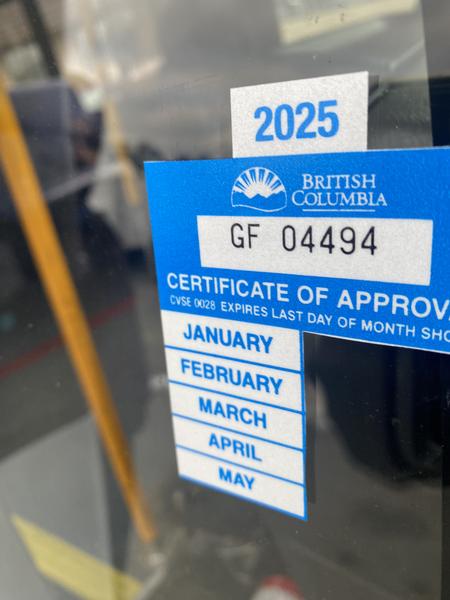 2025
BRITISH
COLUMBIA
GF 04494
CERTIFICATE OF APPROVA
CVSE 0028 EXPIRES LAST DAY OF MONTH SHO
JANUARY
FEBRUARY
MARCH
APRIL
MAY